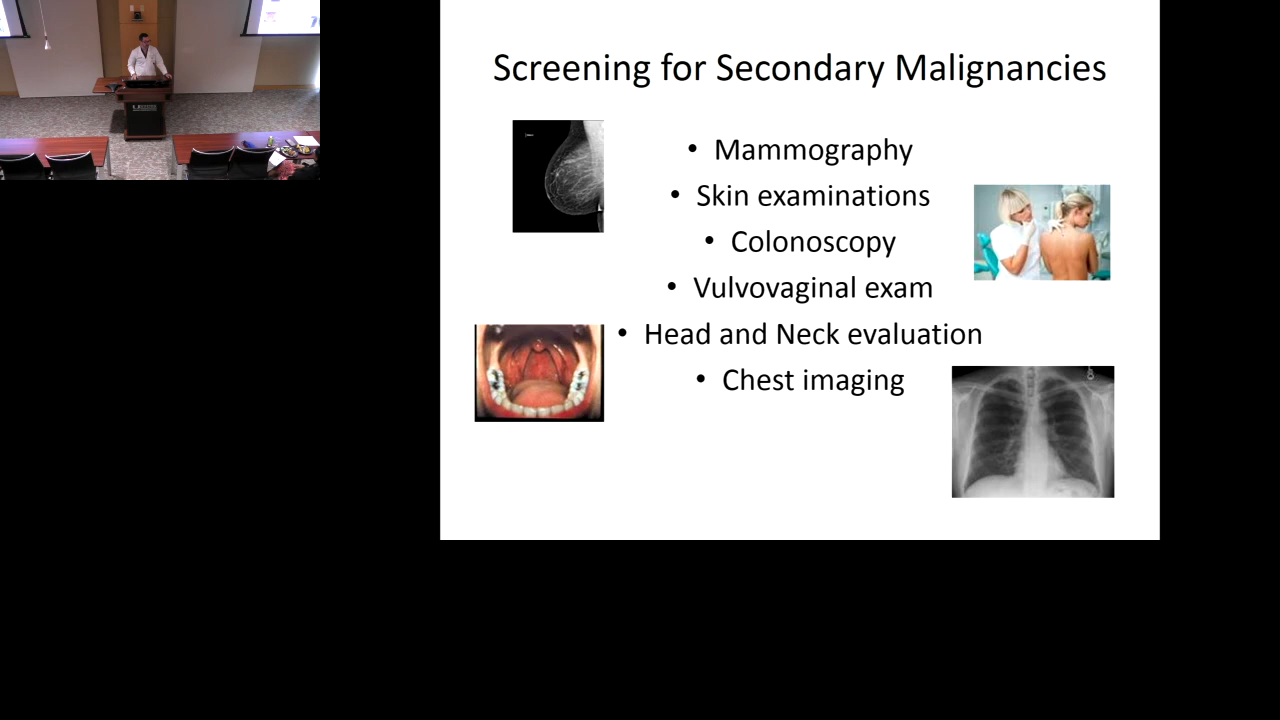 Screening for Secondary Malignancies
• Mammography
• Skin examinations
• Colonoscopy
• Vulvovaginal exam
• Head and Neck evaluation
• Chest imaging